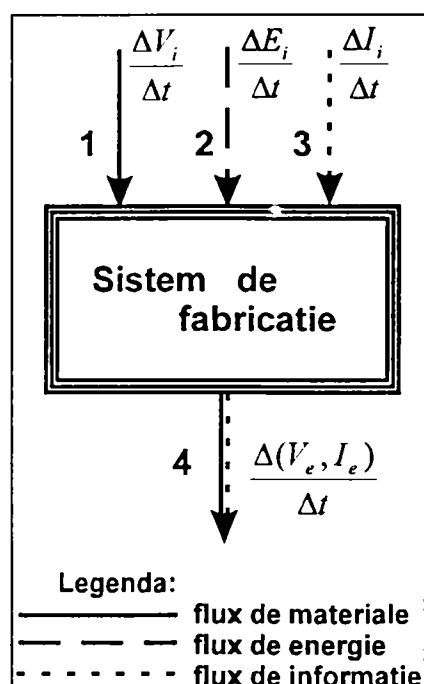 ΔV_i/Δt ΔE_i/Δt ΔI_i/Δt
1 2 3
Sistem de
fabricatie
4 Δ(V_e, I_e)/Δt
Legenda:
flux de materiale
flux de energie
flux de informatie